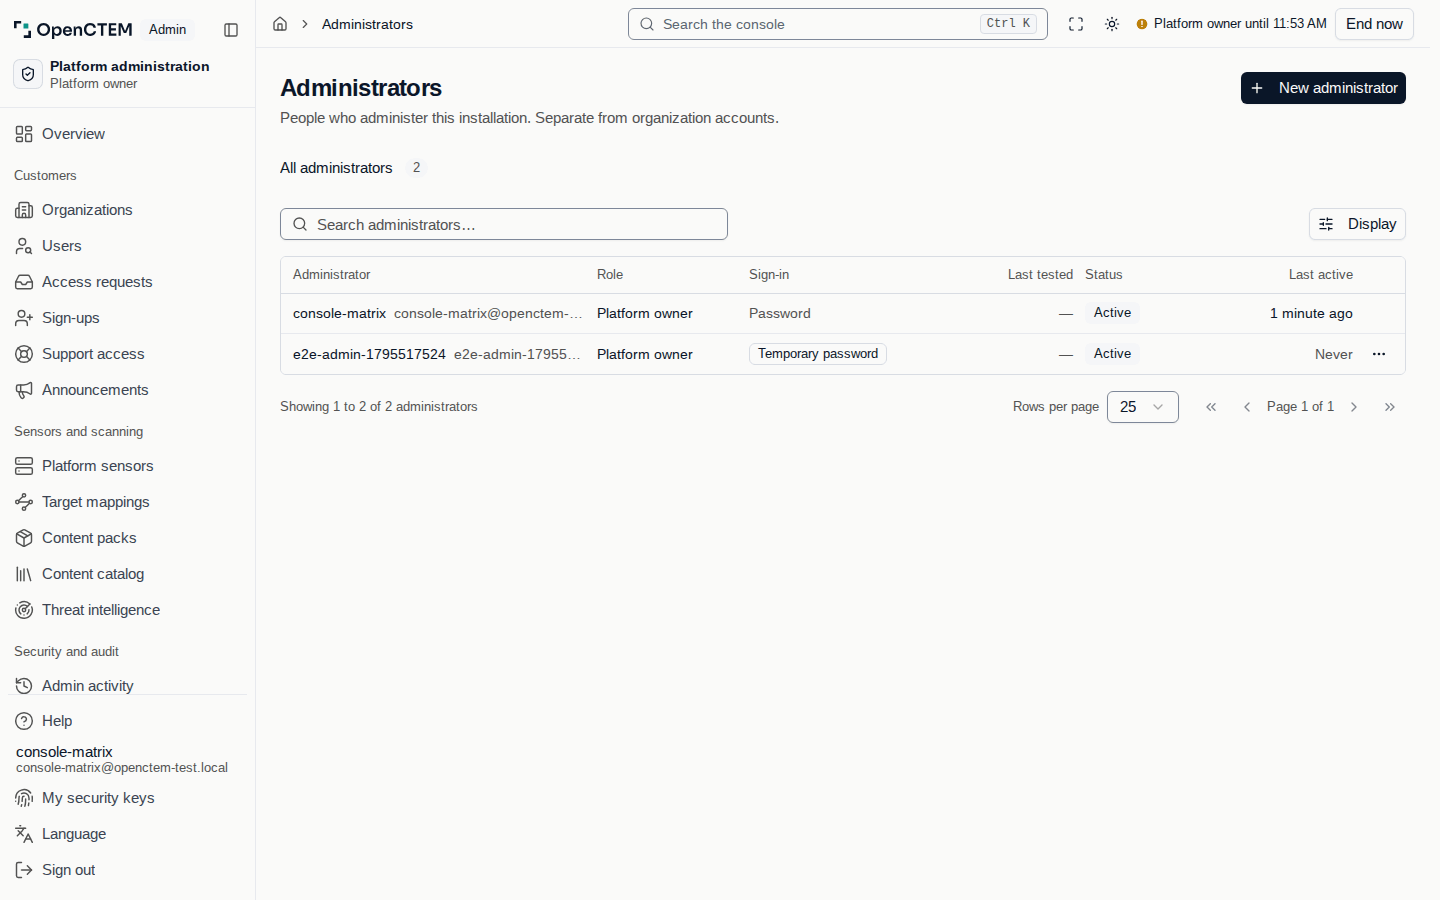 OpenCTEM
Admin
Platform administration
Platform owner
Overview
Customers
Organizations
Users
Access requests
Sign-ups
Support access
Announcements
Sensors and scanning
Platform sensors
Target mappings
Content packs
Content catalog
Threat intelligence
Security and audit
Admin activity
Help
console-matrix
console-matrix@openctem-test.local
My security keys
Language
Sign out
Administrators
Search the console
Ctrl K
Platform owner until 11:53 AM
End now
Administrators
New administrator
People who administer this installation. Separate from organization accounts.
All administrators 2
Search administrators…
Display
Administrator Role Sign-in Last tested Status Last active
console-matrix console-matrix@openctem-… Platform owner Password — Active 1 minute ago
e2e-admin-1795517524 e2e-admin-17955… Platform owner Temporary password — Active Never
Showing 1 to 2 of 2 administrators
Rows per page 25
Page 1 of 1